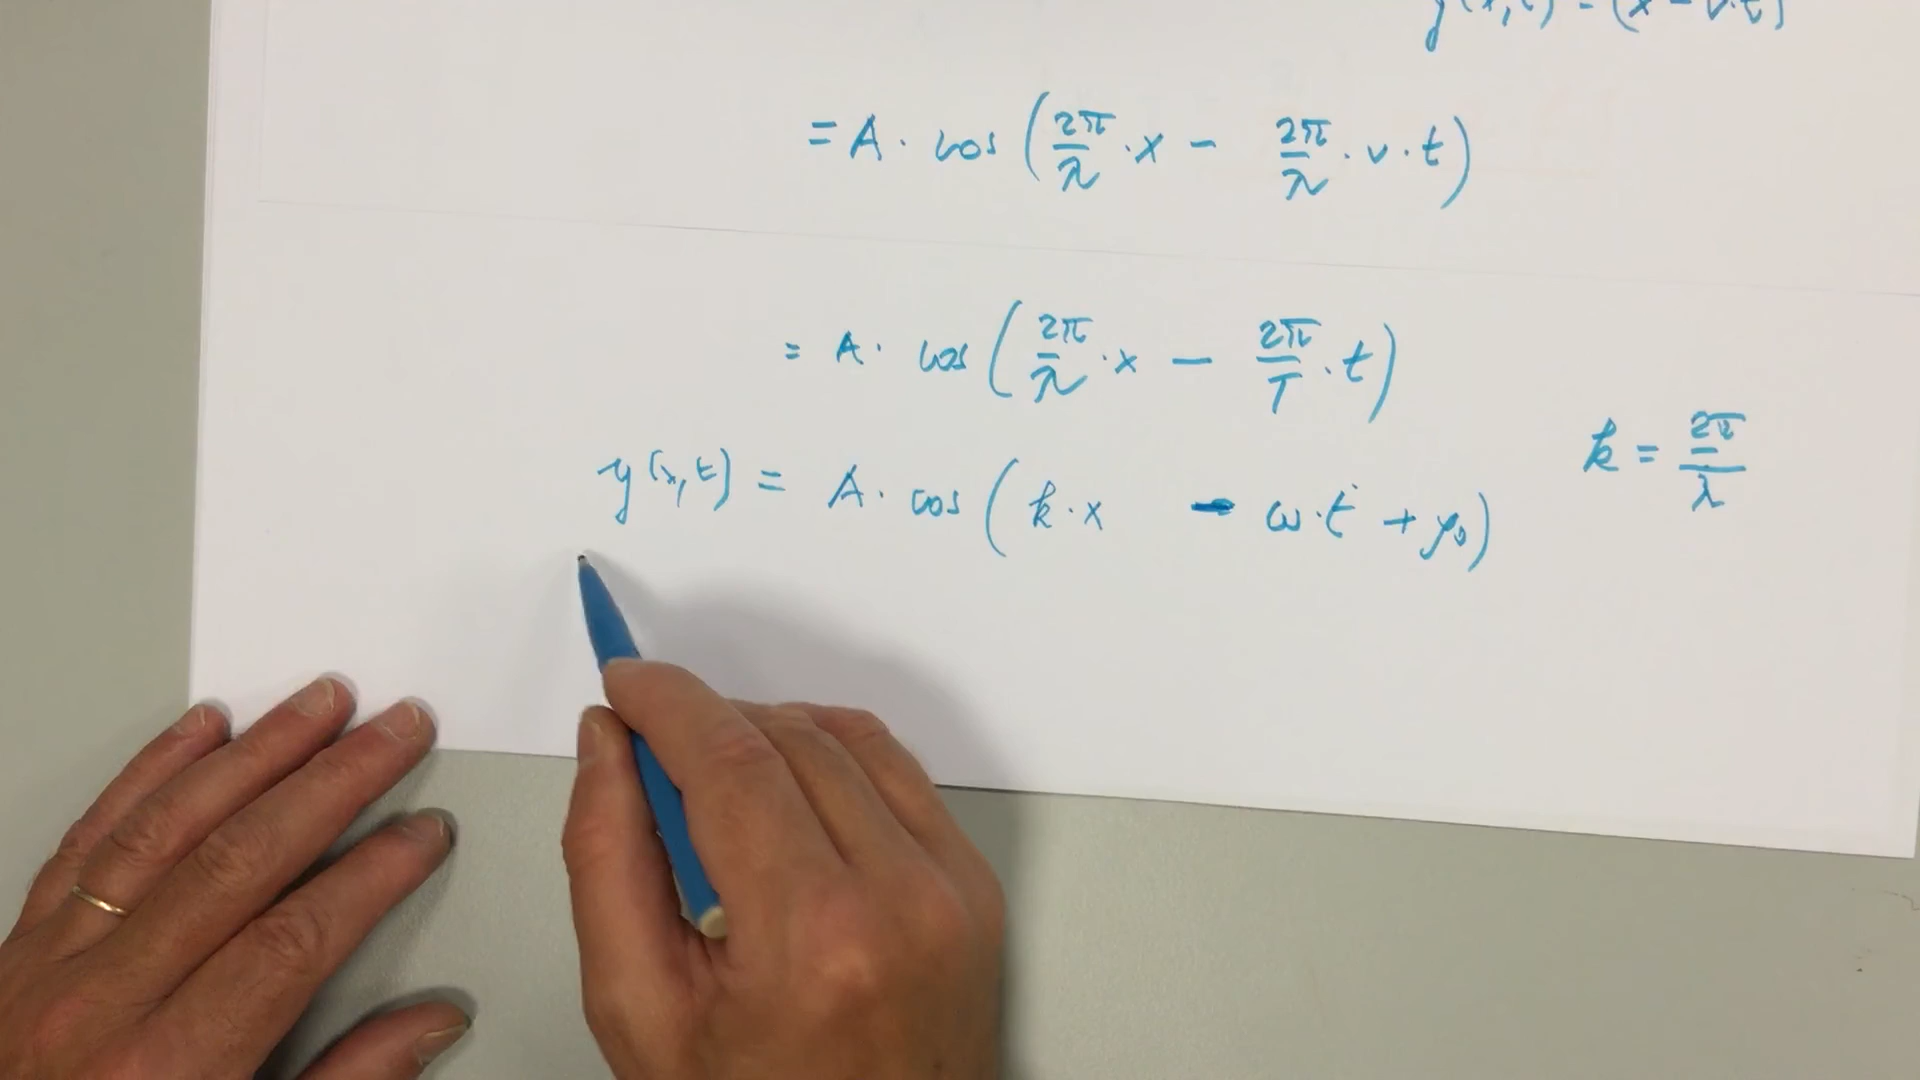 y(x,t) = (x - v·t)
= A · cos (2π/λ · x - 2π/λ · v · t)
= A · cos (2π/λ · x - 2π/T · t)
y(x,t) = A · cos (k · x - ω · t + φ₀)
k = 2π/λ